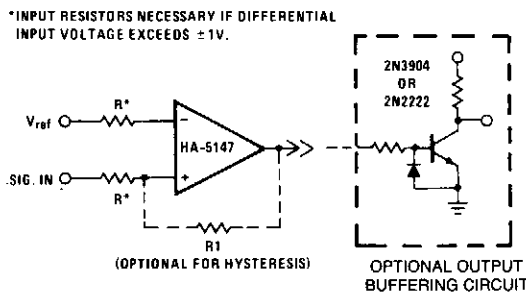 *INPUT RESISTORS NECESSARY IF DIFFERENTIAL
INPUT VOLTAGE EXCEEDS ±1V.
2N3904
OR
2N2222
Vref
R*
−
HA-5147
SIG. IN
R*
+
R1
(OPTIONAL FOR HYSTERESIS)
OPTIONAL OUTPUT
BUFFERING CIRCUIT